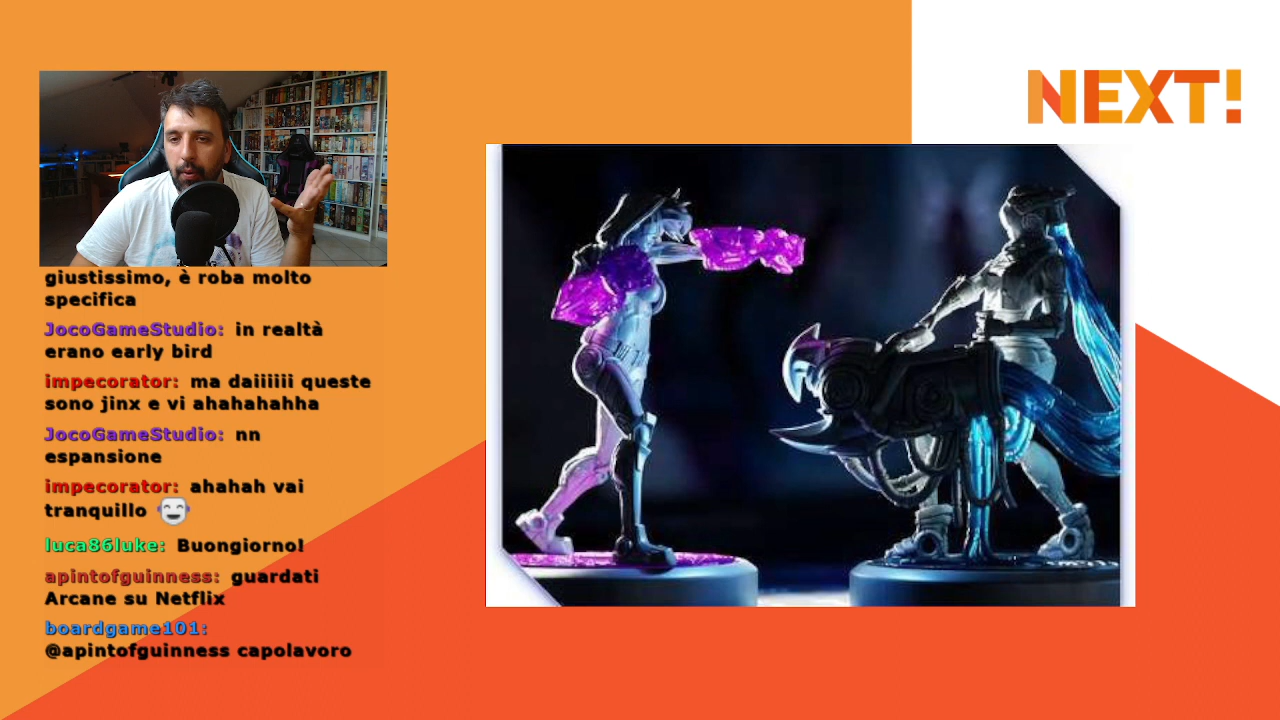 NEXT!
giustissimo, è roba molto
specifica
JocoGameStudio: in realtà
erano early bird
impecorator: ma daiiiiii queste
sono jinx e vi ahahahahha
JocoGameStudio: nn
espansione
impecorator: ahahah vai
tranquillo
luca86luke: Buongiorno!
apintofguinness: guardati
Arcane su Netflix
boardgame101:
@apintofguinness capolavoro